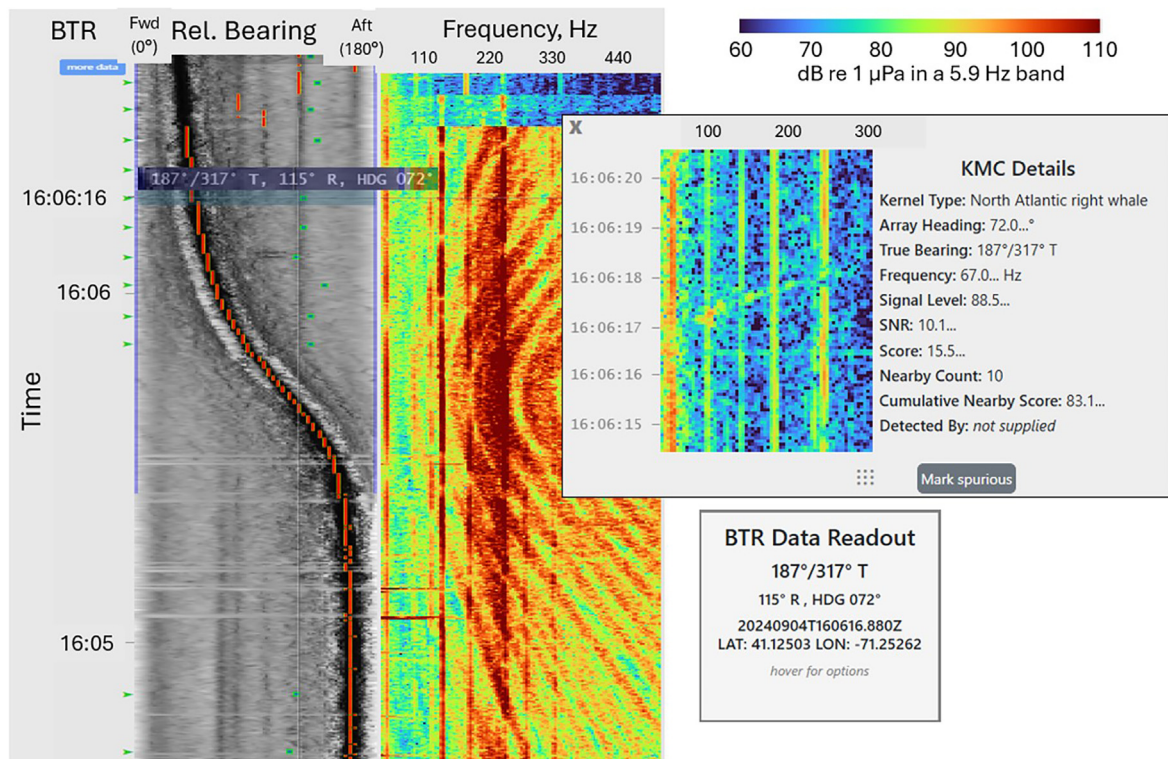 BTR
Fwd
(0°)
Rel. Bearing
Aft
(180°)
Frequency, Hz
110 220 330 440
more data
60 70 80 90 100 110
dB re 1 µPa in a 5.9 Hz band
187°/317° T, 115° R, HDG 072°
16:06:16
16:06
16:05
Time
X
100 200 300
16:06:20
16:06:19
16:06:18
16:06:17
16:06:16
16:06:15
KMC Details
Kernel Type: North Atlantic right whale
Array Heading: 72.0...°
True Bearing: 187°/317° T
Frequency: 67.0... Hz
Signal Level: 88.5...
SNR: 10.1...
Score: 15.5...
Nearby Count: 10
Cumulative Nearby Score: 83.1...
Detected By: not supplied
Mark spurious
BTR Data Readout
187°/317° T
115° R , HDG 072°
20240904T160616.880Z
LAT: 41.12503 LON: -71.25262
hover for options